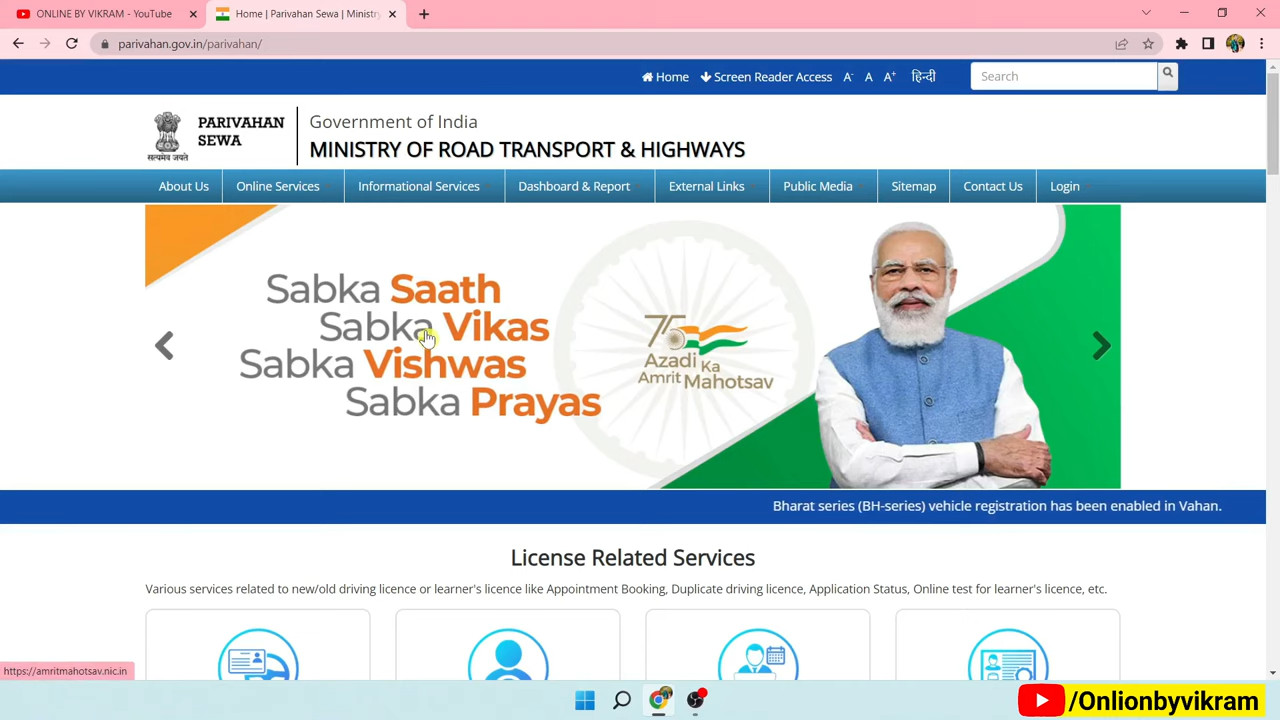 ONLINE BY VIKRAM - YouTube
Home | Parivahan Sewa | Ministry
parivahan.gov.in/parivahan/
Home
Screen Reader Access
A-
A
A+
हिन्दी
Search
सत्यमेव जयते
PARIVAHAN
SEWA
Government of India
MINISTRY OF ROAD TRANSPORT & HIGHWAYS
About Us
Online Services
Informational Services
Dashboard & Report
External Links
Public Media
Sitemap
Contact Us
Login
Sabka Saath
Sabka Vikas
Sabka Vishwas
Sabka Prayas
75
Azadi Ka
Amrit Mahotsav
Bharat series (BH-series) vehicle registration has been enabled in Vahan.
License Related Services
Various services related to new/old driving licence or learner's licence like Appointment Booking, Duplicate driving licence, Application Status, Online test for learner's licence, etc.
https://amritmahotsav.nic.in
/Onlionbyvikram